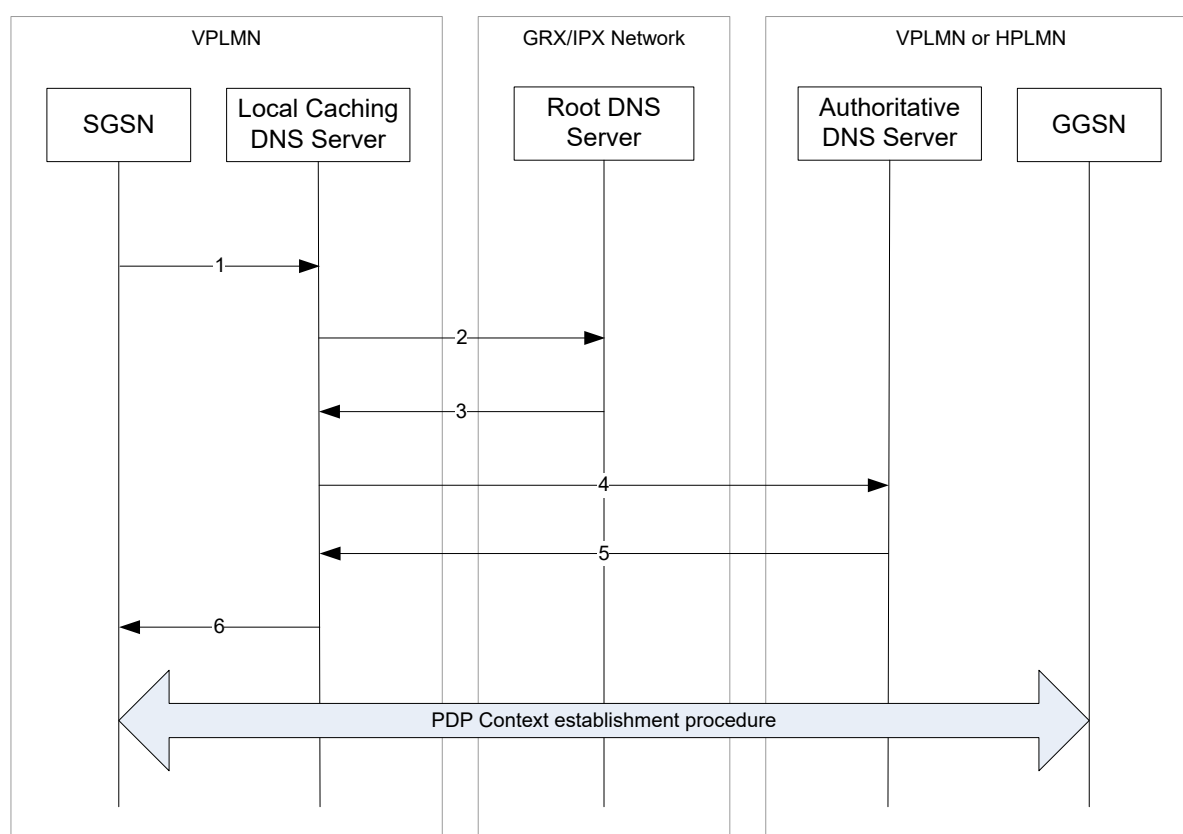 VPLMN
GRX/IPX Network
VPLMN or HPLMN
SGSN
Local Caching
DNS Server
Root DNS
Server
Authoritative
DNS Server
GGSN
1
2
3
4
5
6
PDP Context establishment procedure